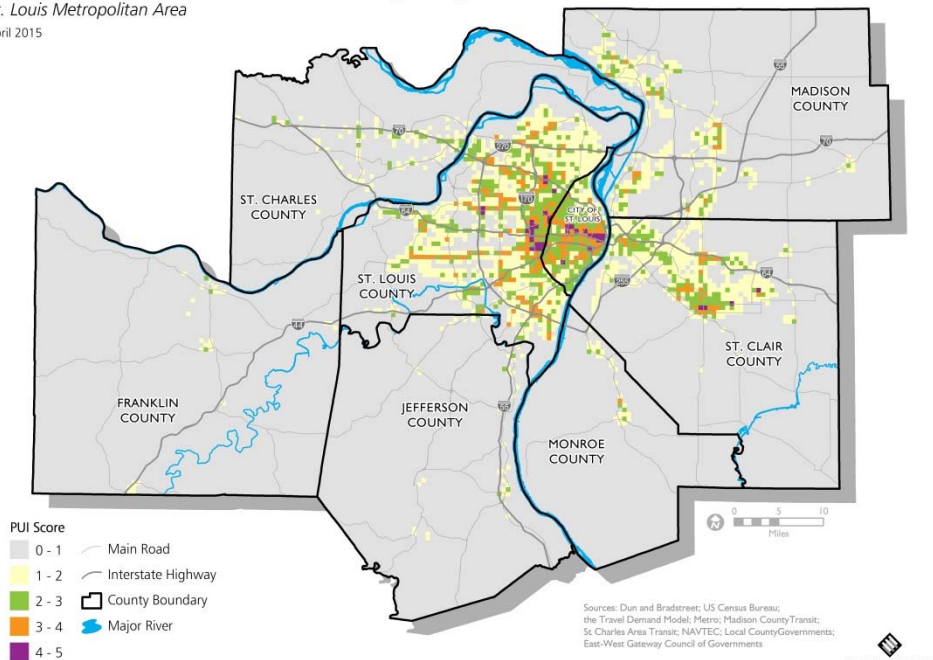 . Louis Metropolitan Area
ril 2015
MADISON
COUNTY
ST. CHARLES
COUNTY
CITY OF
ST. LOUIS
ST. LOUIS
COUNTY
ST. CLAIR
COUNTY
FRANKLIN
COUNTY
JEFFERSON
COUNTY
MONROE
COUNTY
55
70
70
270
170
64
64
255
44
55
0 5 10
Miles
PUI Score
0 - 1
1 - 2
2 - 3
3 - 4
4 - 5
Main Road
Interstate Highway
County Boundary
Major River
Sources: Dun and Bradstreet; US Census Bureau;
the Travel Demand Model; Metro; Madison CountyTransit;
St. Charles Area Transit; NAVTEC; Local CountyGovernments;
East-West Gateway Council of Governments